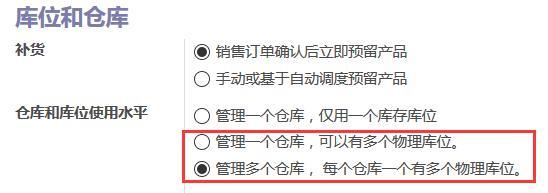 库位和仓库
补货
销售订单确认后立即预留产品
手动或基于自动调度预留产品
仓库和库位使用水平
管理一个仓库，仅用一个库存库位
管理一个仓库，可以有多个物理库位。
管理多个仓库， 每个仓库一个有多个物理库位。